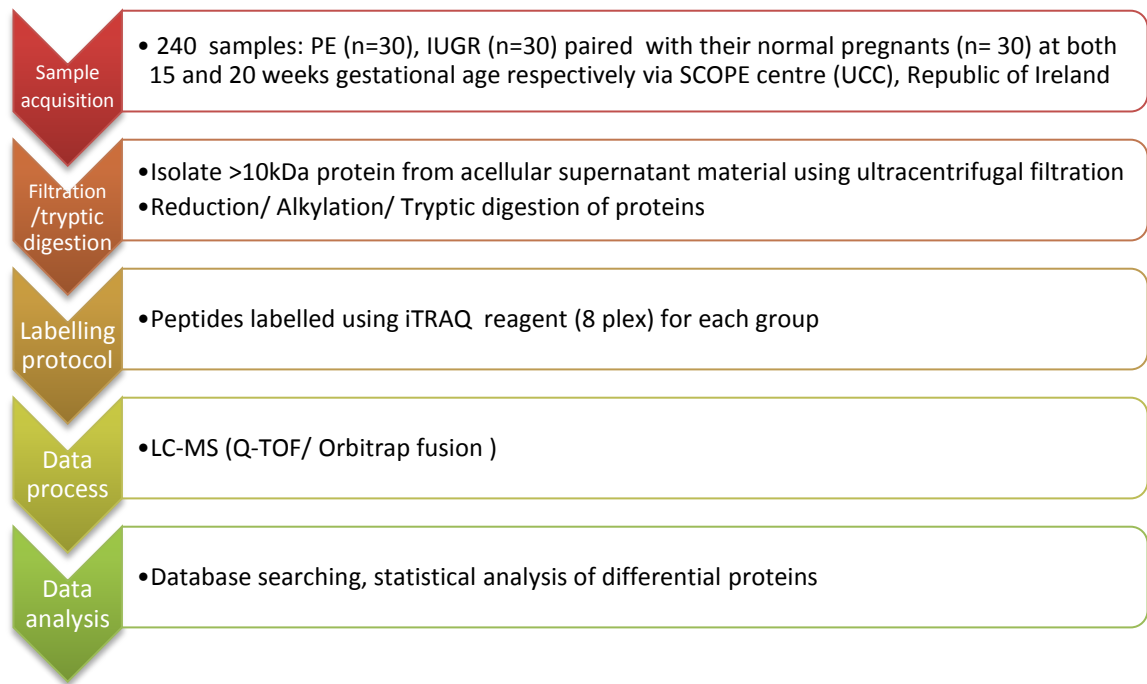 Sample
acquisition
• 240 samples: PE (n=30), IUGR (n=30) paired with their normal pregnants (n= 30) at both
15 and 20 weeks gestational age respectively via SCOPE centre (UCC), Republic of Ireland
Filtration
/tryptic
digestion
•Isolate >10kDa protein from acellular supernatant material using ultracentrifugal filtration
•Reduction/ Alkylation/ Tryptic digestion of proteins
Labelling
protocol
•Peptides labelled using iTRAQ reagent (8 plex) for each group
Data
process
•LC-MS (Q-TOF/ Orbitrap fusion )
Data
analysis
•Database searching, statistical analysis of differential proteins